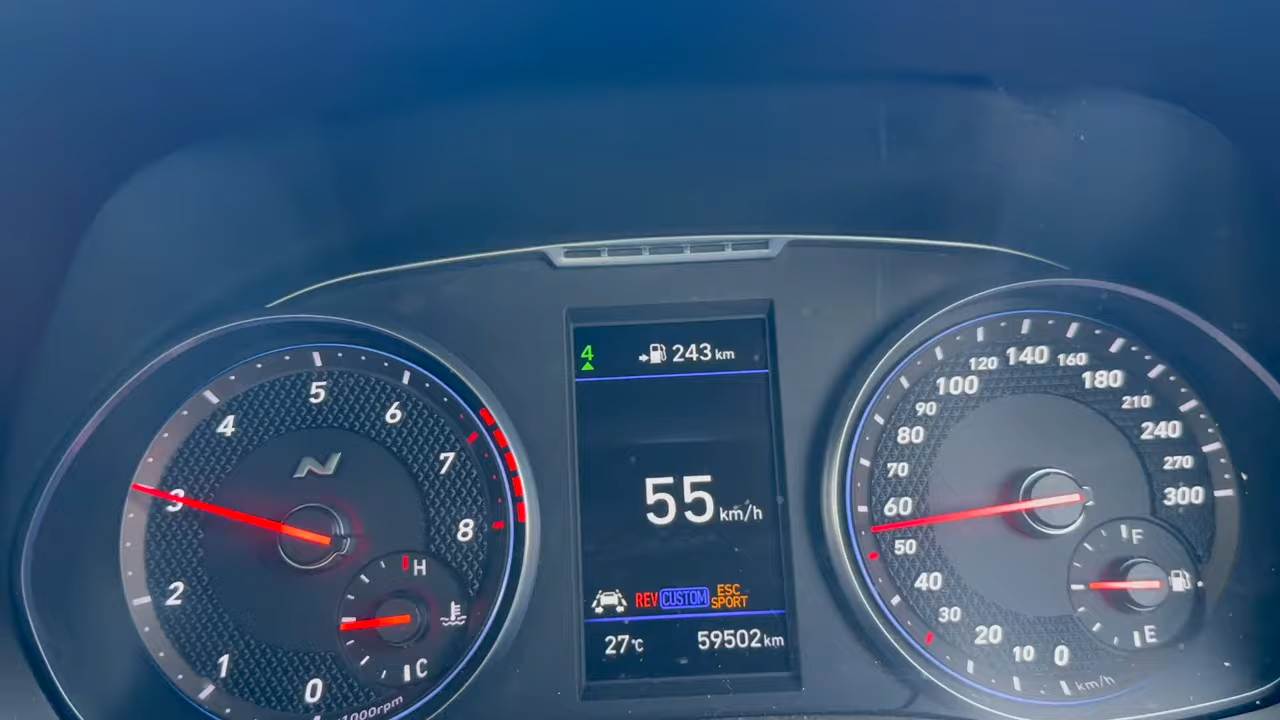 4
243 km
55 km/h
REV CUSTOM ESC SPORT
27°C 59502 km
0 1 2 3 4 5 6 7 8
x1000rpm
H
C
0 10 20 30 40 50 60 70 80 90 100 120 140 160 180 210 240 270 300
km/h
F
E
N